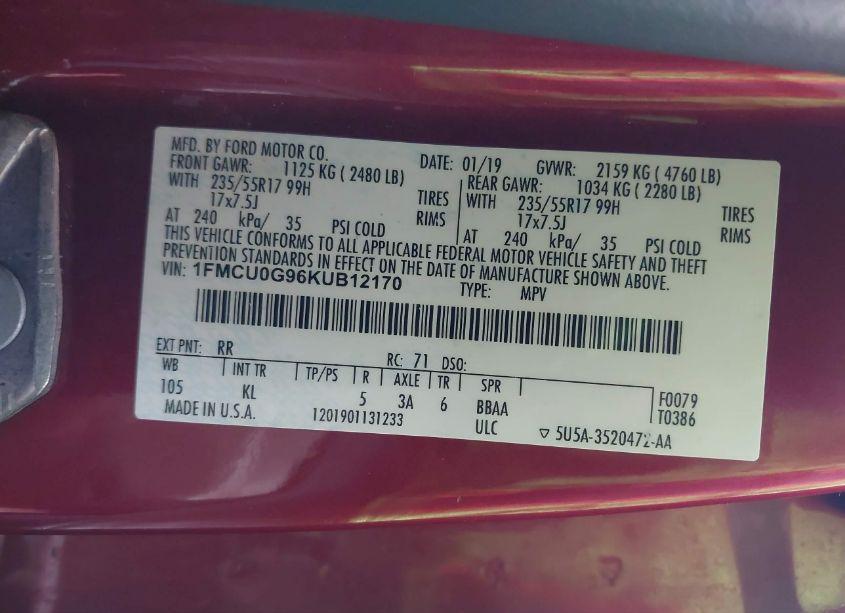 MFD. BY FORD MOTOR CO. DATE: 01/19 GVWR: 2159 KG ( 4760 LB)
FRONT GAWR: 1125 KG ( 2480 LB) REAR GAWR: 1034 KG ( 2280 LB)
WITH 235/55R17 99H TIRES WITH 235/55R17 99H TIRES
17x7.5J RIMS 17x7.5J RIMS
AT 240 kPa/ 35 PSI COLD AT 240 kPa/ 35 PSI COLD
THIS VEHICLE CONFORMS TO ALL APPLICABLE FEDERAL MOTOR VEHICLE SAFETY AND THEFT
PREVENTION STANDARDS IN EFFECT ON THE DATE OF MANUFACTURE SHOWN ABOVE.
VIN: 1FMCU0G96KUB12170 TYPE: MPV
EXT PNT: RR RC: 71 DSO:
WB INT TR TP/PS R AXLE TR SPR
105 KL 5 3A 6 BBAA F0079
MADE IN U.S.A. 1201901131233 ULC T0386
▽ 5U5A-3520472-AA